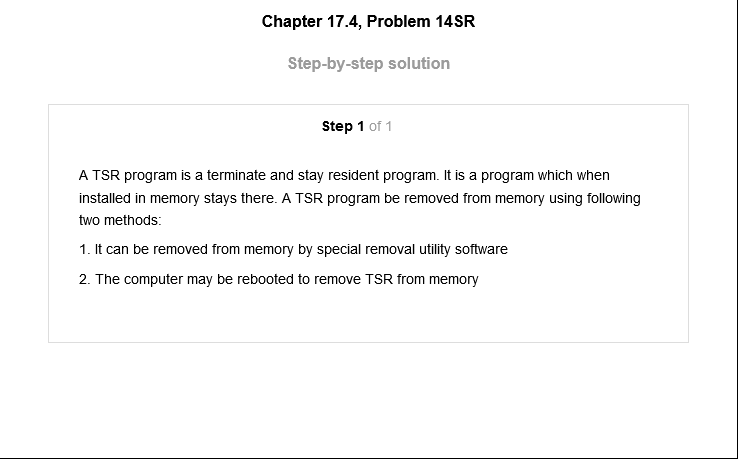 Chapter 17.4, Problem 14SR
Step-by-step solution
Step 1 of 1
A TSR program is a terminate and stay resident program. It is a program which when
installed in memory stays there. A TSR program be removed from memory using following
two methods:
1. It can be removed from memory by special removal utility software
2. The computer may be rebooted to remove TSR from memory